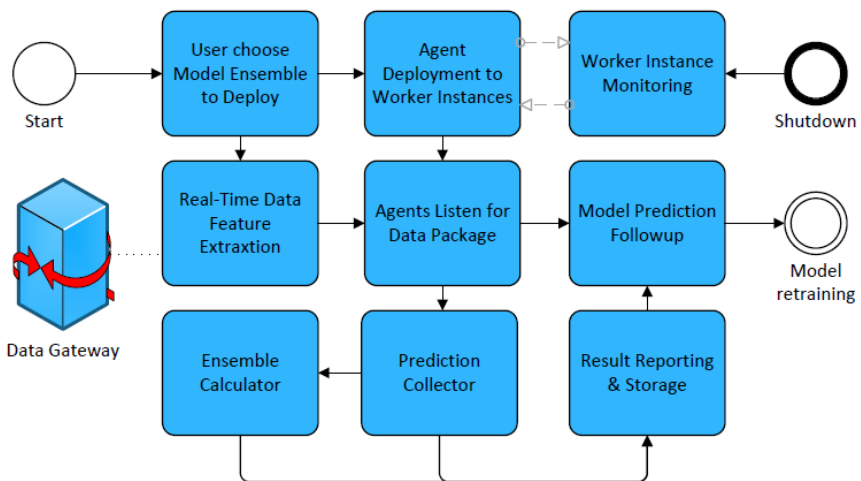 User choose
Model Ensemble
to Deploy
Agent
Deployment to
Worker Instances
Worker Instance
Monitoring
Start
Shutdown
Real-Time Data
Feature
Extraxtion
Agents Listen for
Data Package
Model Prediction
Followup
Model
retraining
Data Gateway
Ensemble
Calculator
Prediction
Collector
Result Reporting
& Storage